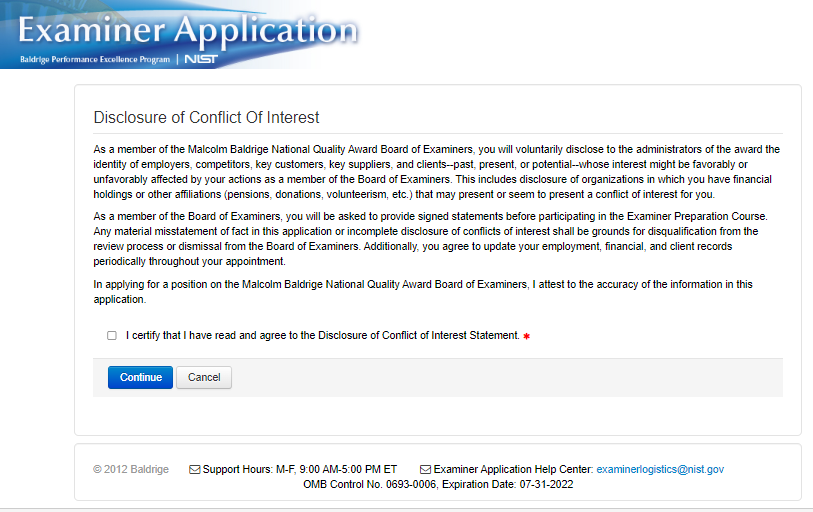 Examiner Application
Baldrige Performance Excellence Program | NIST
Disclosure of Conflict Of Interest
As a member of the Malcolm Baldrige National Quality Award Board of Examiners, you will voluntarily disclose to the administrators of the award the
identity of employers, competitors, key customers, key suppliers, and clients--past, present, or potential--whose interest might be favorably or
unfavorably affected by your actions as a member of the Board of Examiners. This includes disclosure of organizations in which you have financial
holdings or other affiliations (pensions, donations, volunteerism, etc.) that may present or seem to present a conflict of interest for you.
As a member of the Board of Examiners, you will be asked to provide signed statements before participating in the Examiner Preparation Course.
Any material misstatement of fact in this application or incomplete disclosure of conflicts of interest shall be grounds for disqualification from the
review process or dismissal from the Board of Examiners. Additionally, you agree to update your employment, financial, and client records
periodically throughout your appointment.
In applying for a position on the Malcolm Baldrige National Quality Award Board of Examiners, I attest to the accuracy of the information in this
application.
I certify that I have read and agree to the Disclosure of Conflict of Interest Statement. *
Continue Cancel
© 2012 Baldrige Support Hours: M-F, 9:00 AM-5:00 PM ET Examiner Application Help Center: examinerlogistics@nist.gov
OMB Control No. 0693-0006, Expiration Date: 07-31-2022